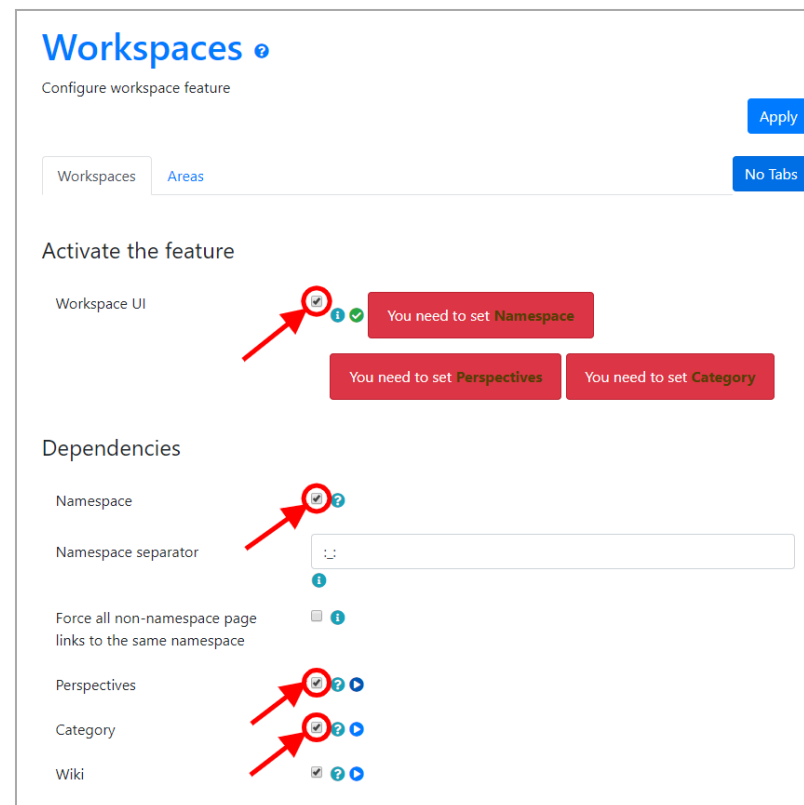 Workspaces
Configure workspace feature
Apply
Workspaces Areas No Tabs
Activate the feature
Workspace UI You need to set Namespace
You need to set Perspectives You need to set Category
Dependencies
Namespace
Namespace separator :_:
Force all non-namespace page
links to the same namespace
Perspectives
Category
Wiki